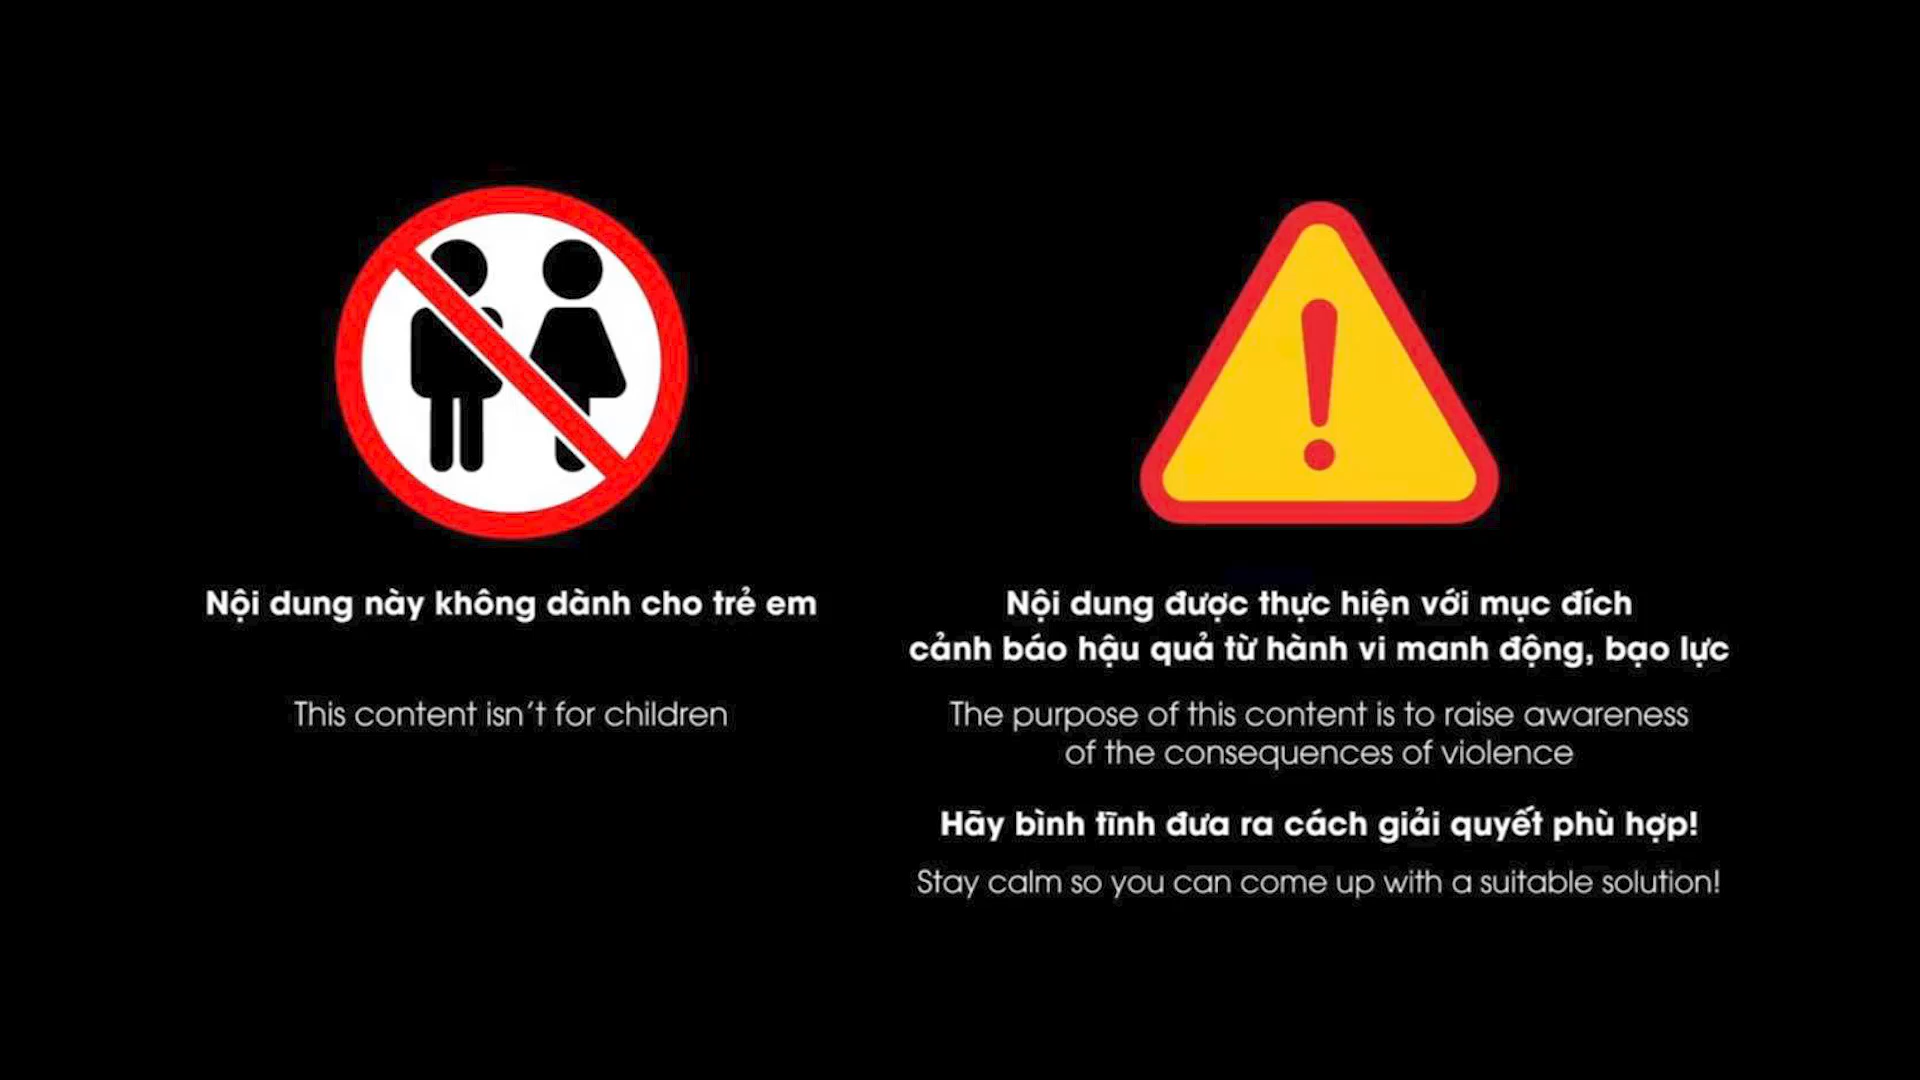 Nội dung này không dành cho trẻ em
This content isn't for children
Nội dung được thực hiện với mục đích
cảnh báo hậu quả từ hành vi manh động, bạo lực
The purpose of this content is to raise awareness
of the consequences of violence
Hãy bình tĩnh đưa ra cách giải quyết phù hợp!
Stay calm so you can come up with a suitable solution!